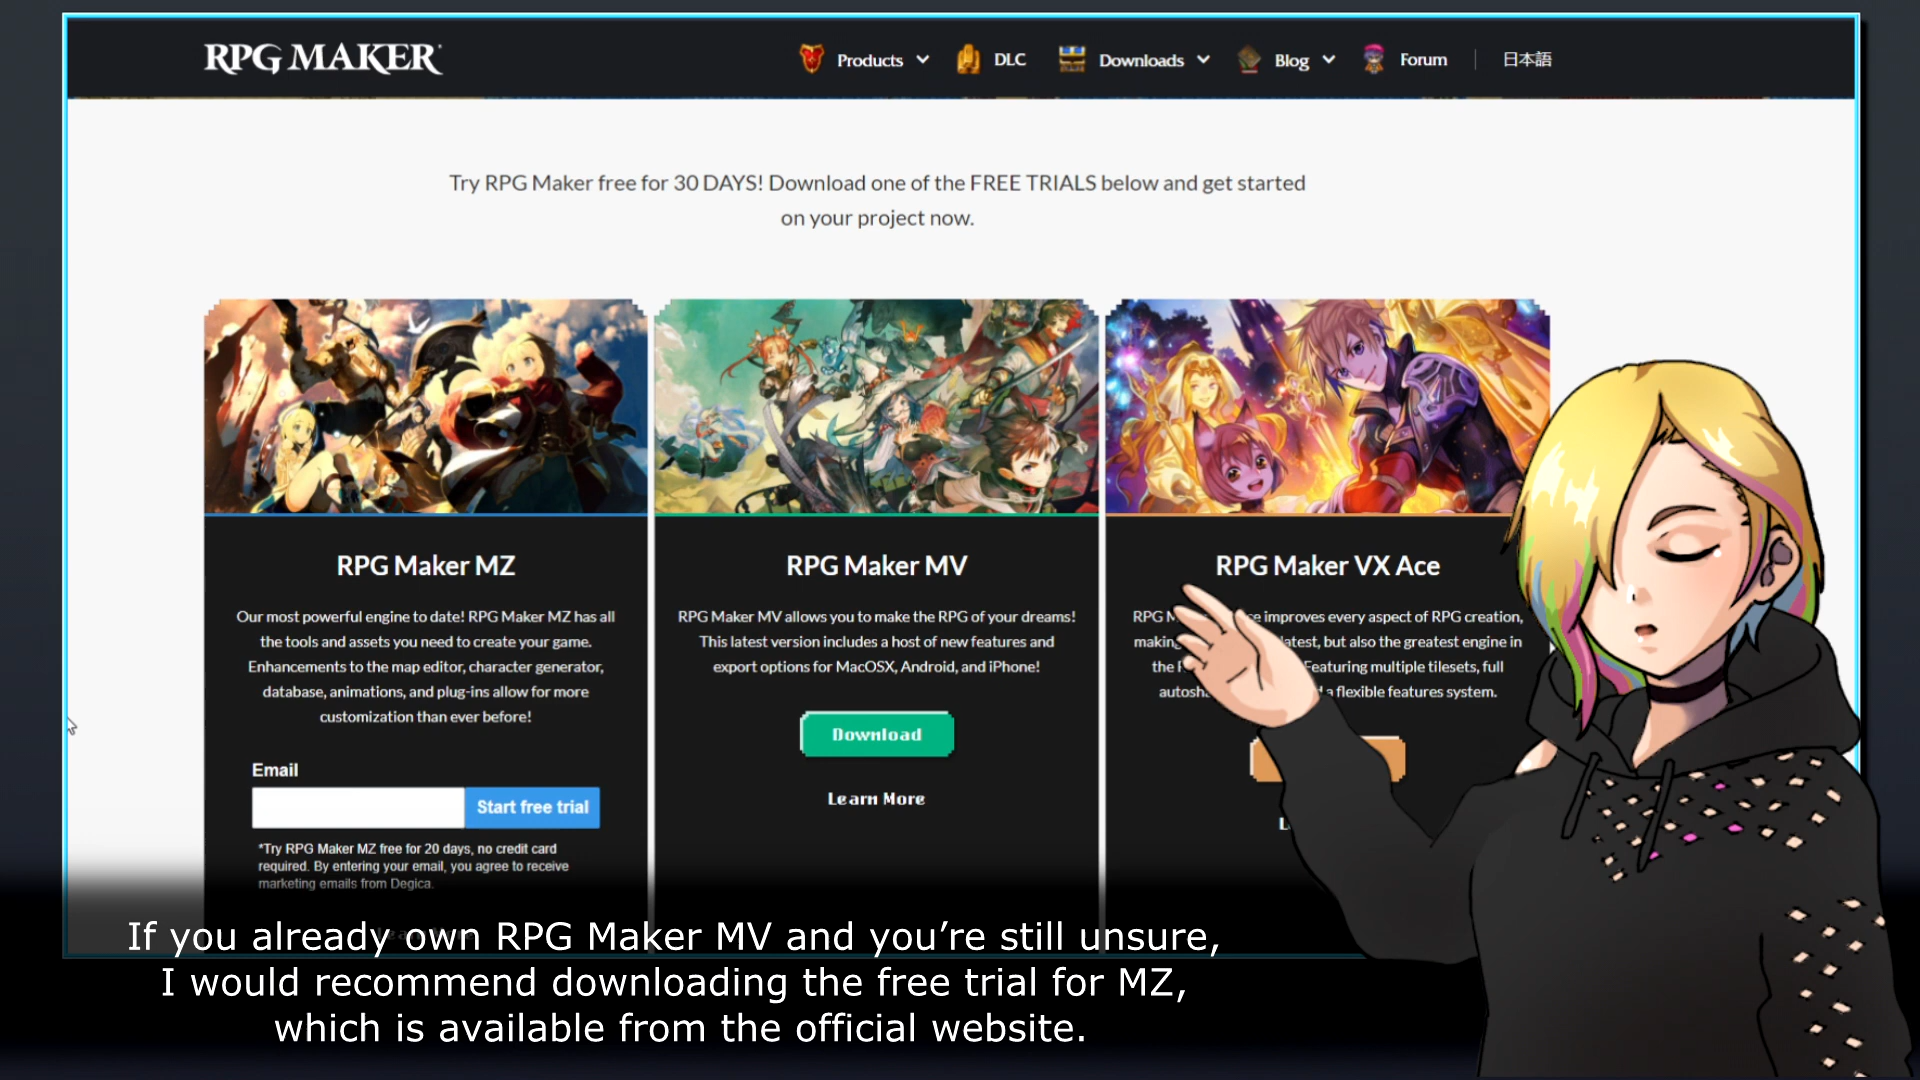 RPG MAKER
Products
DLC
Downloads
Blog
Forum
日本語
Try RPG Maker free for 30 DAYS! Download one of the FREE TRIALS below and get started
on your project now.
RPG Maker MZ
Our most powerful engine to date! RPG Maker MZ has all
the tools and assets you need to create your game.
Enhancements to the map editor, character generator,
database, animations, and plug-ins allow for more
customization than ever before!
Email
Start free trial
*Try RPG Maker MZ free for 20 days, no credit card
required. By entering your email, you agree to receive
marketing emails from Degica.
RPG Maker MV
RPG Maker MV allows you to make the RPG of your dreams!
This latest version includes a host of new features and
export options for MacOSX, Android, and iPhone!
Download
Learn More
RPG Maker VX Ace
RPG improves every aspect of RPG creation,
but also the greatest engine in
the Featuring multiple tilesets, full
a flexible features system.
If you already own RPG Maker MV and you’re still unsure,
I would recommend downloading the free trial for MZ,
which is available from the official website.